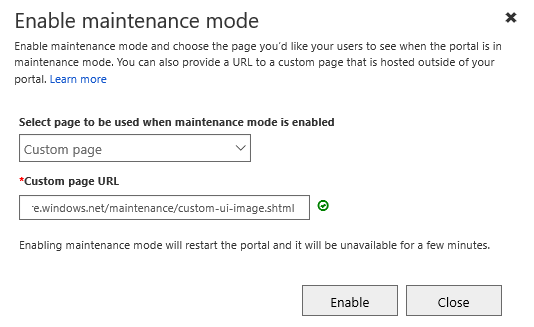 Enable maintenance mode
Enable maintenance mode and choose the page you'd like your users to see when the portal is in
maintenance mode. You can also provide a URL to a custom page that is hosted outside of your
portal. Learn more
Select page to be used when maintenance mode is enabled
Custom page
*Custom page URL
e.windows.net/maintenance/custom-ui-image.shtml
Enabling maintenance mode will restart the portal and it will be unavailable for a few minutes.
Enable
Close